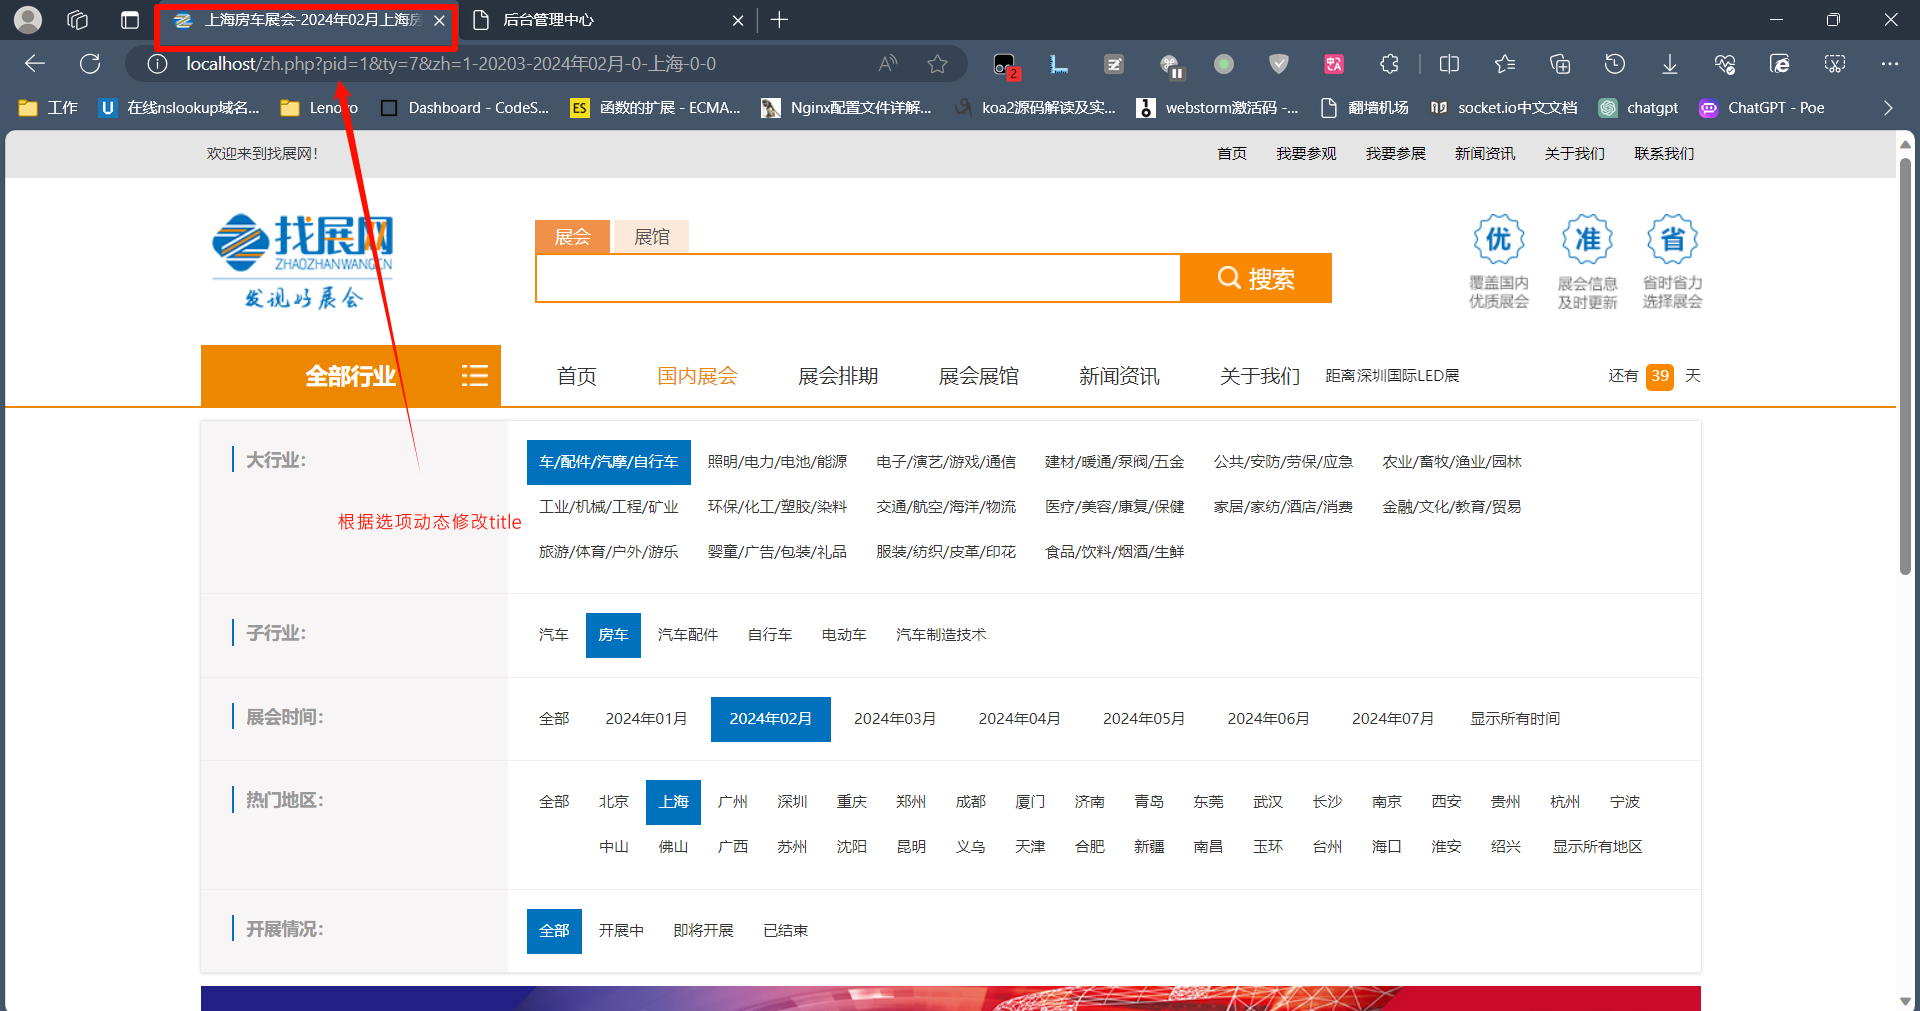 上海房车展会-2024年02月上海房
后台管理中心
localhost/zh.php?pid=1&ty=7&zh=1-20203-2024年02月-0-上海-0-0
2
工作
U
在线nslookup域名...
Lenovo
Dashboard - CodeS...
ES
函数的扩展 - ECMA...
Nginx配置文件详解...
koa2源码解读及实...
webstorm激活码 -...
翻墙机场
socket.io中文文档
chatgpt
ChatGPT - Poe
欢迎来到找展网！
首页
我要参观
我要参展
新闻资讯
关于我们
联系我们
找展网
ZHAOZHANWANG.CN
发现好展会
展会
展馆
搜索
优
准
省
覆盖国内
优质展会
展会信息
及时更新
省时省力
选择展会
全部行业
首页
国内展会
展会排期
展会展馆
新闻资讯
关于我们
距离深圳国际LED展
还有 39 天
大行业：
车/配件/汽摩/自行车
照明/电力/电池/能源
电子/演艺/游戏/通信
建材/暖通/泵阀/五金
公共/安防/劳保/应急
农业/畜牧/渔业/园林
工业/机械/工程/矿业
环保/化工/塑胶/染料
交通/航空/海洋/物流
医疗/美容/康复/保健
家居/家纺/酒店/消费
金融/文化/教育/贸易
旅游/体育/户外/游乐
婴童/广告/包装/礼品
服装/纺织/皮革/印花
食品/饮料/烟酒/生鲜
根据选项动态修改title
子行业：
汽车
房车
汽车配件
自行车
电动车
汽车制造技术
展会时间：
全部
2024年01月
2024年02月
2024年03月
2024年04月
2024年05月
2024年06月
2024年07月
显示所有时间
热门地区：
全部
北京
上海
广州
深圳
重庆
郑州
成都
厦门
济南
青岛
东莞
武汉
长沙
南京
西安
贵州
杭州
宁波
中山
佛山
广西
苏州
沈阳
昆明
义乌
天津
合肥
新疆
南昌
玉环
台州
海口
淮安
绍兴
显示所有地区
开展情况：
全部
开展中
即将开展
已结束